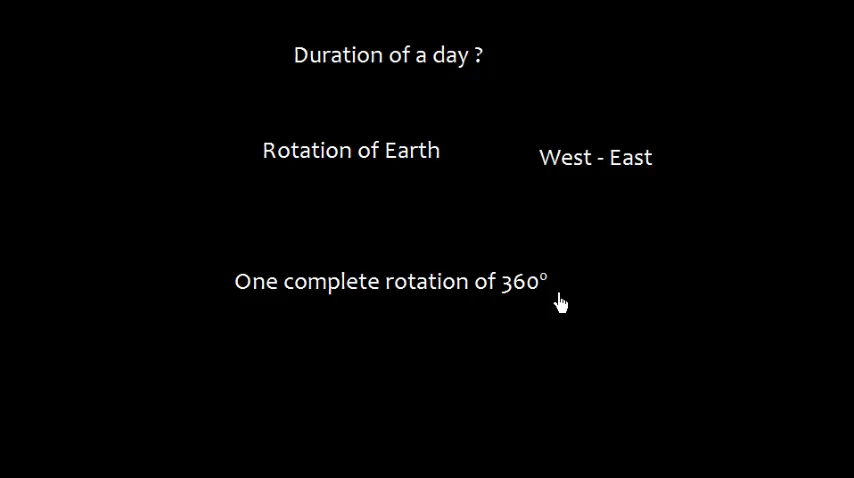 Duration of a day ?
Rotation of Earth
West - East
One complete rotation of 360°